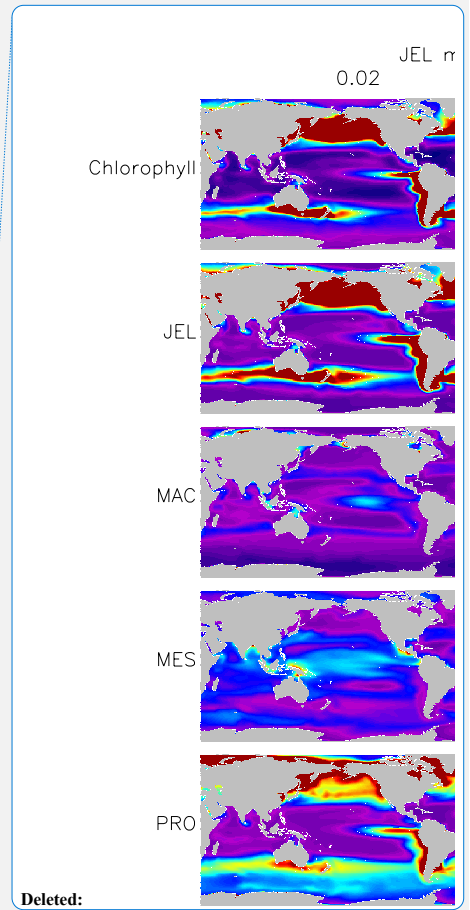 JEL m
0.02
Chlorophyll
JEL
MAC
MES
PRO
Deleted: